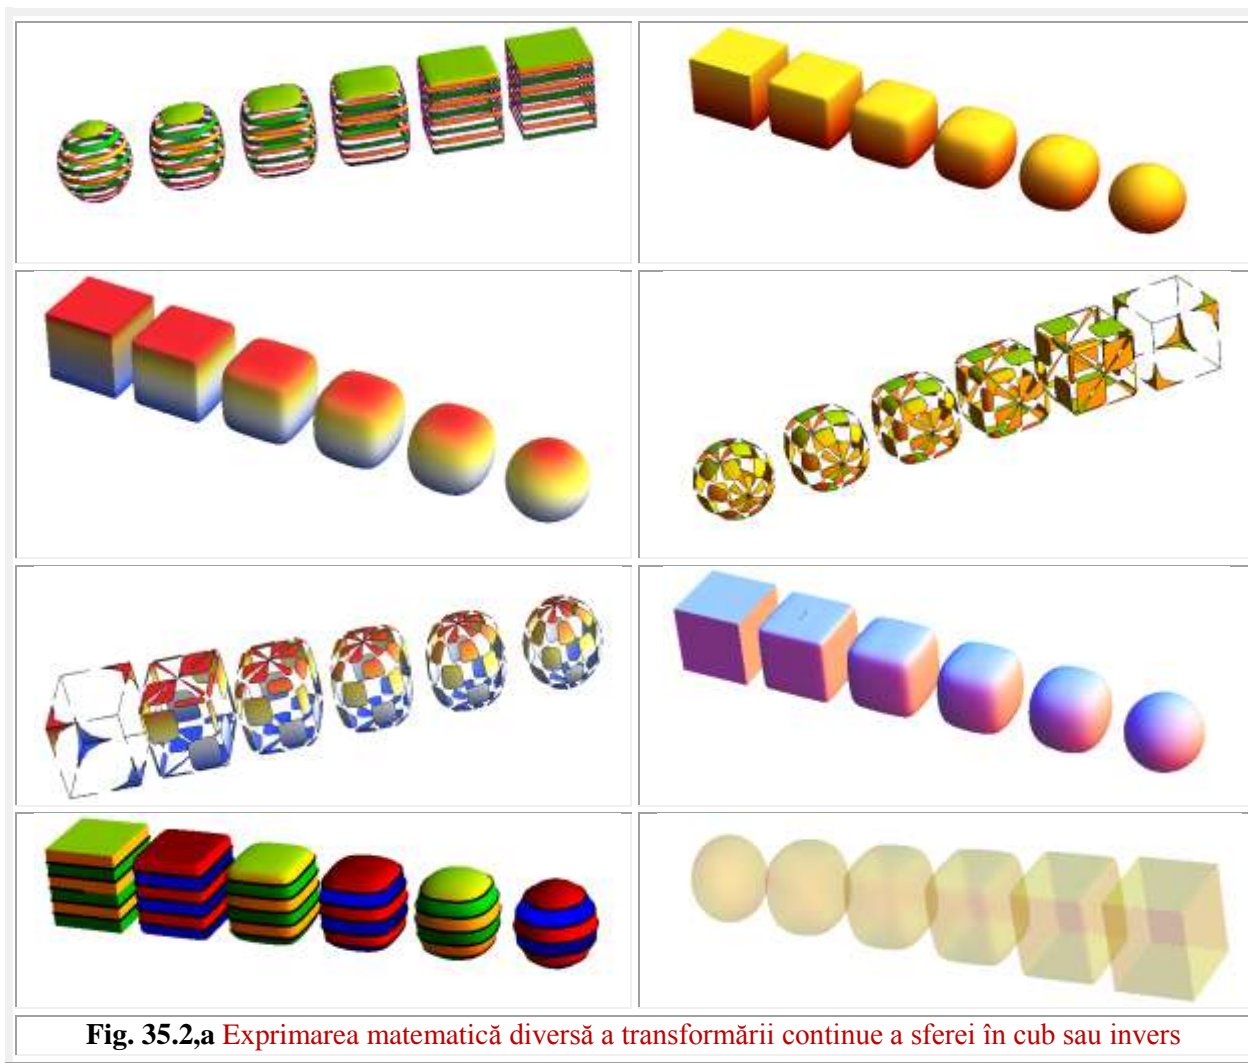 Fig. 35.2,a Exprimarea matematică diversă a transformării continue a sferei în cub sau invers